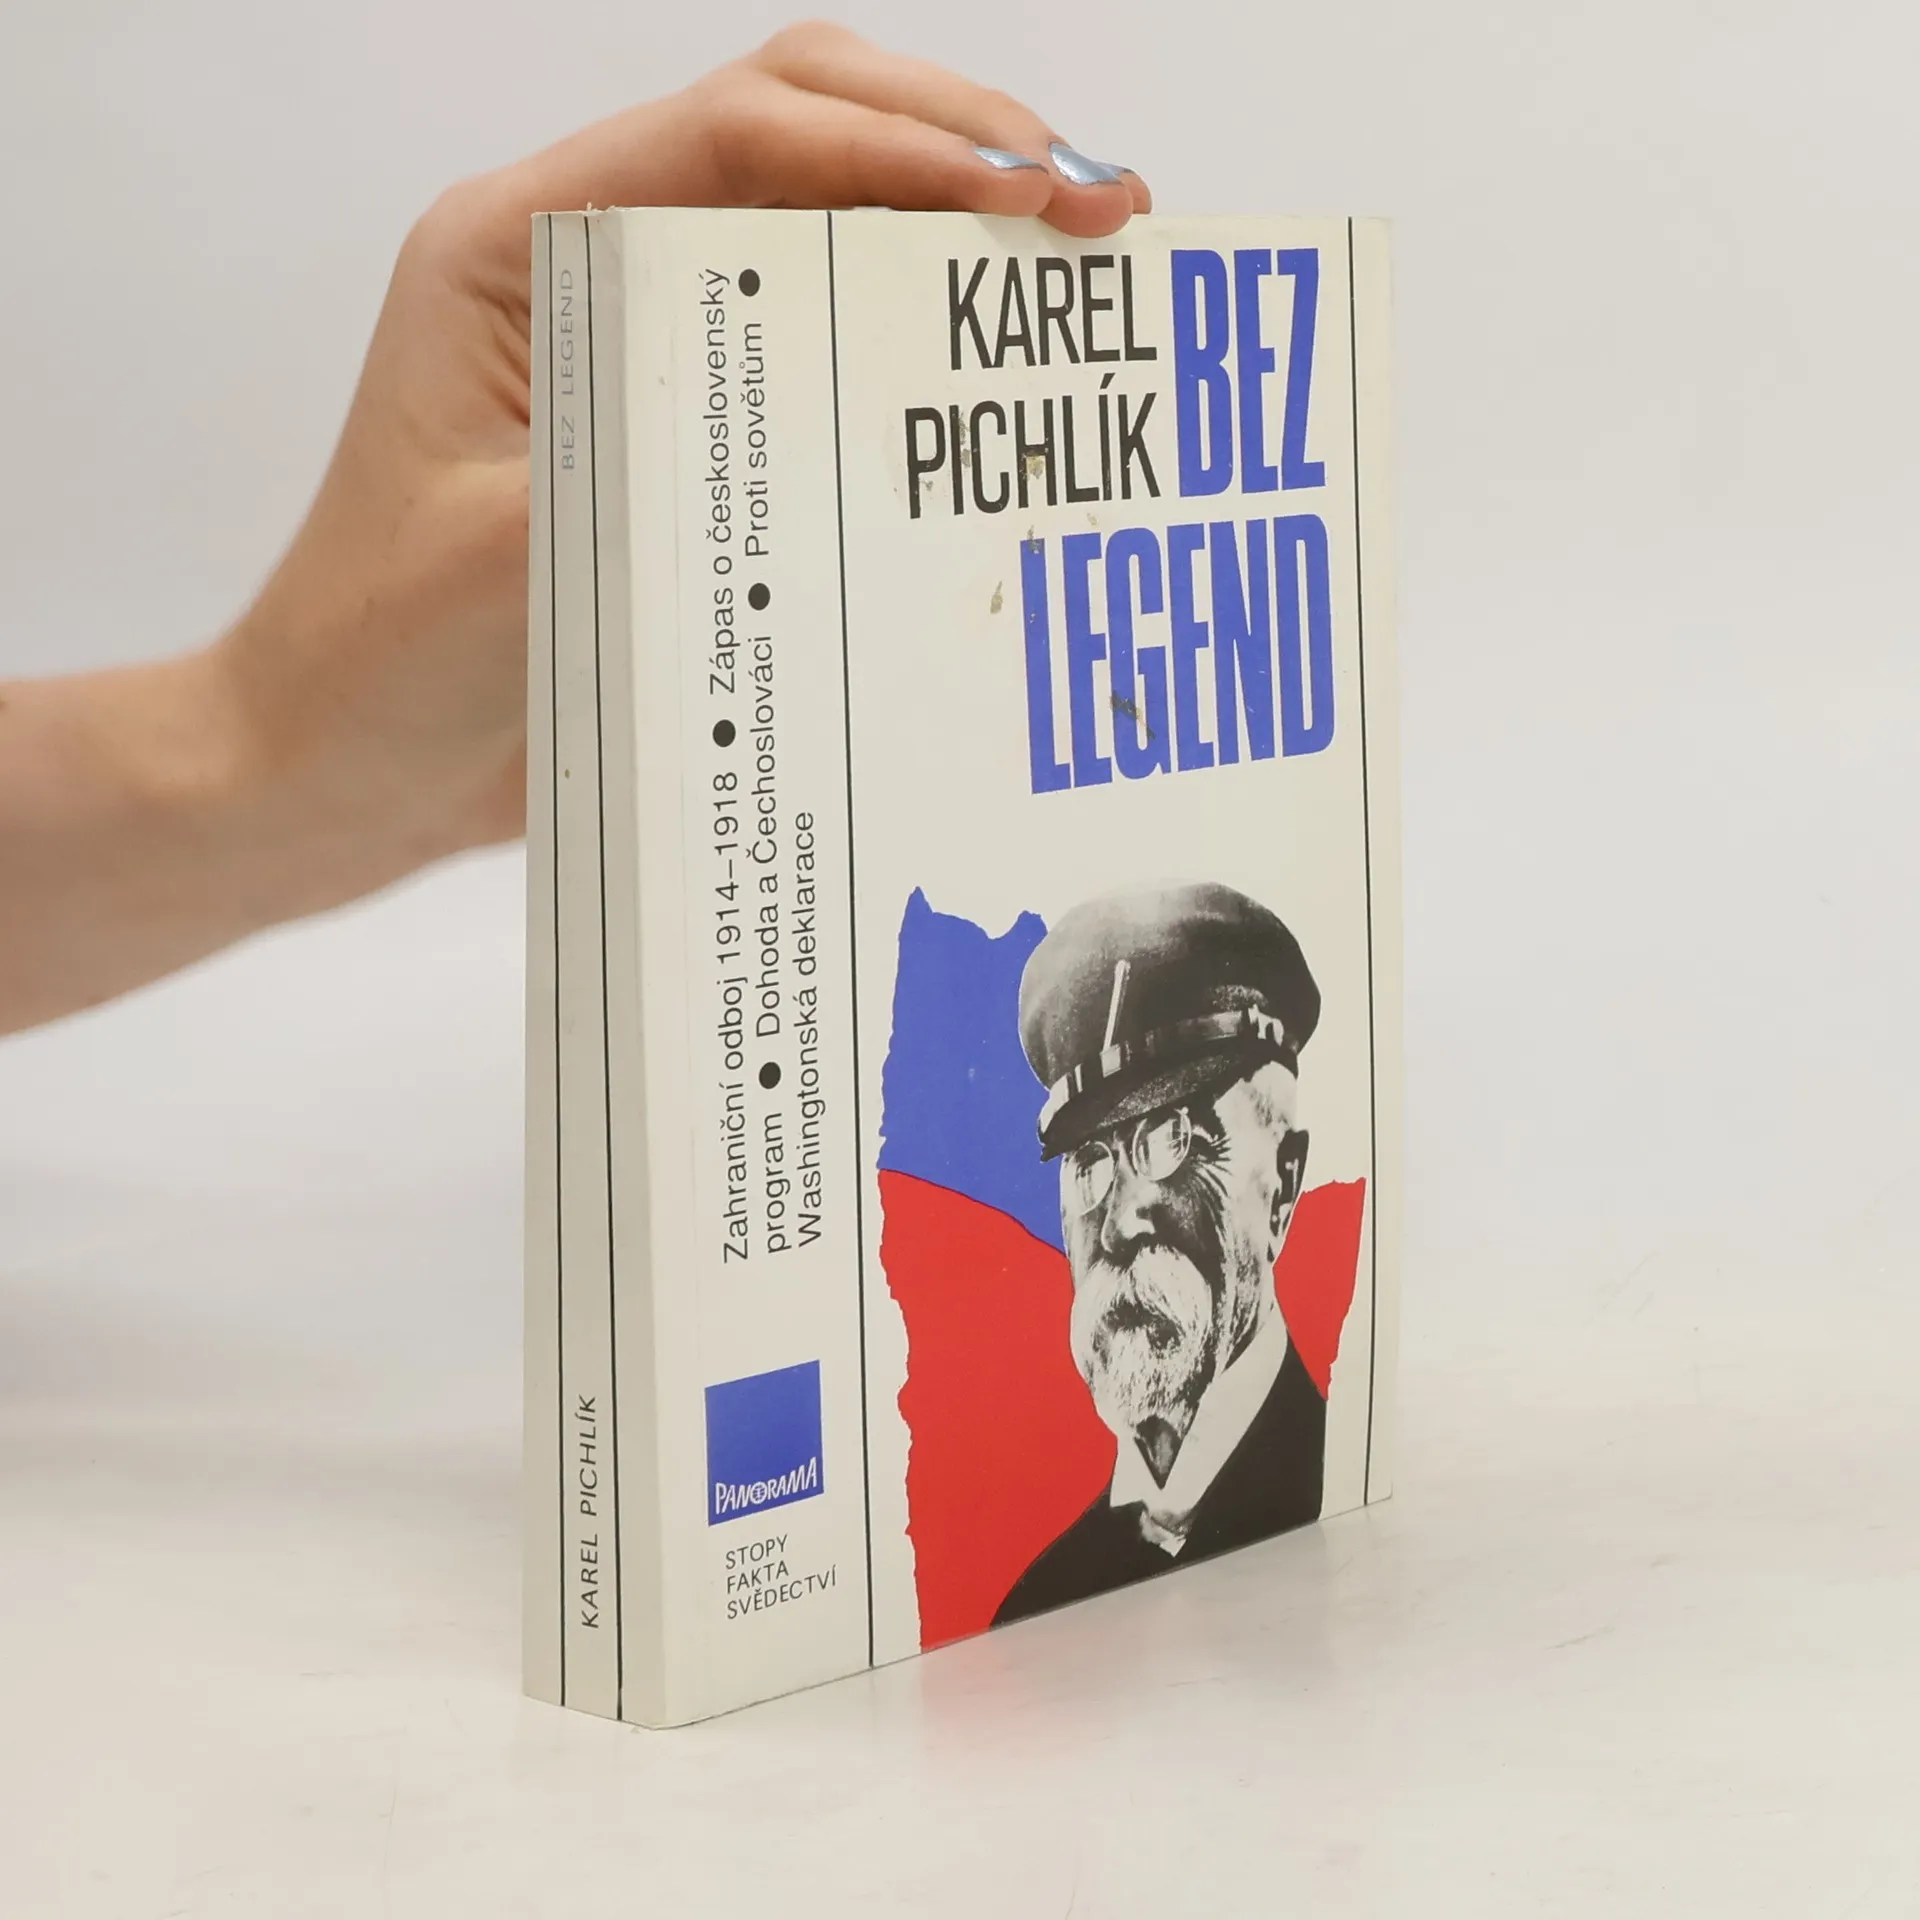 BEZ LEGEND
KAREL PICHLÍK
Zahraniční odboj 1914–1918 ● Zápas o československý
program ● Dohoda a Čechoslováci ● Proti sovětům ●
Washingtonská deklarace
PANORAMA
STOPY
FAKTA
SVĚDECTVÍ
KAREL BEZ
PICHLÍK
LEGEND